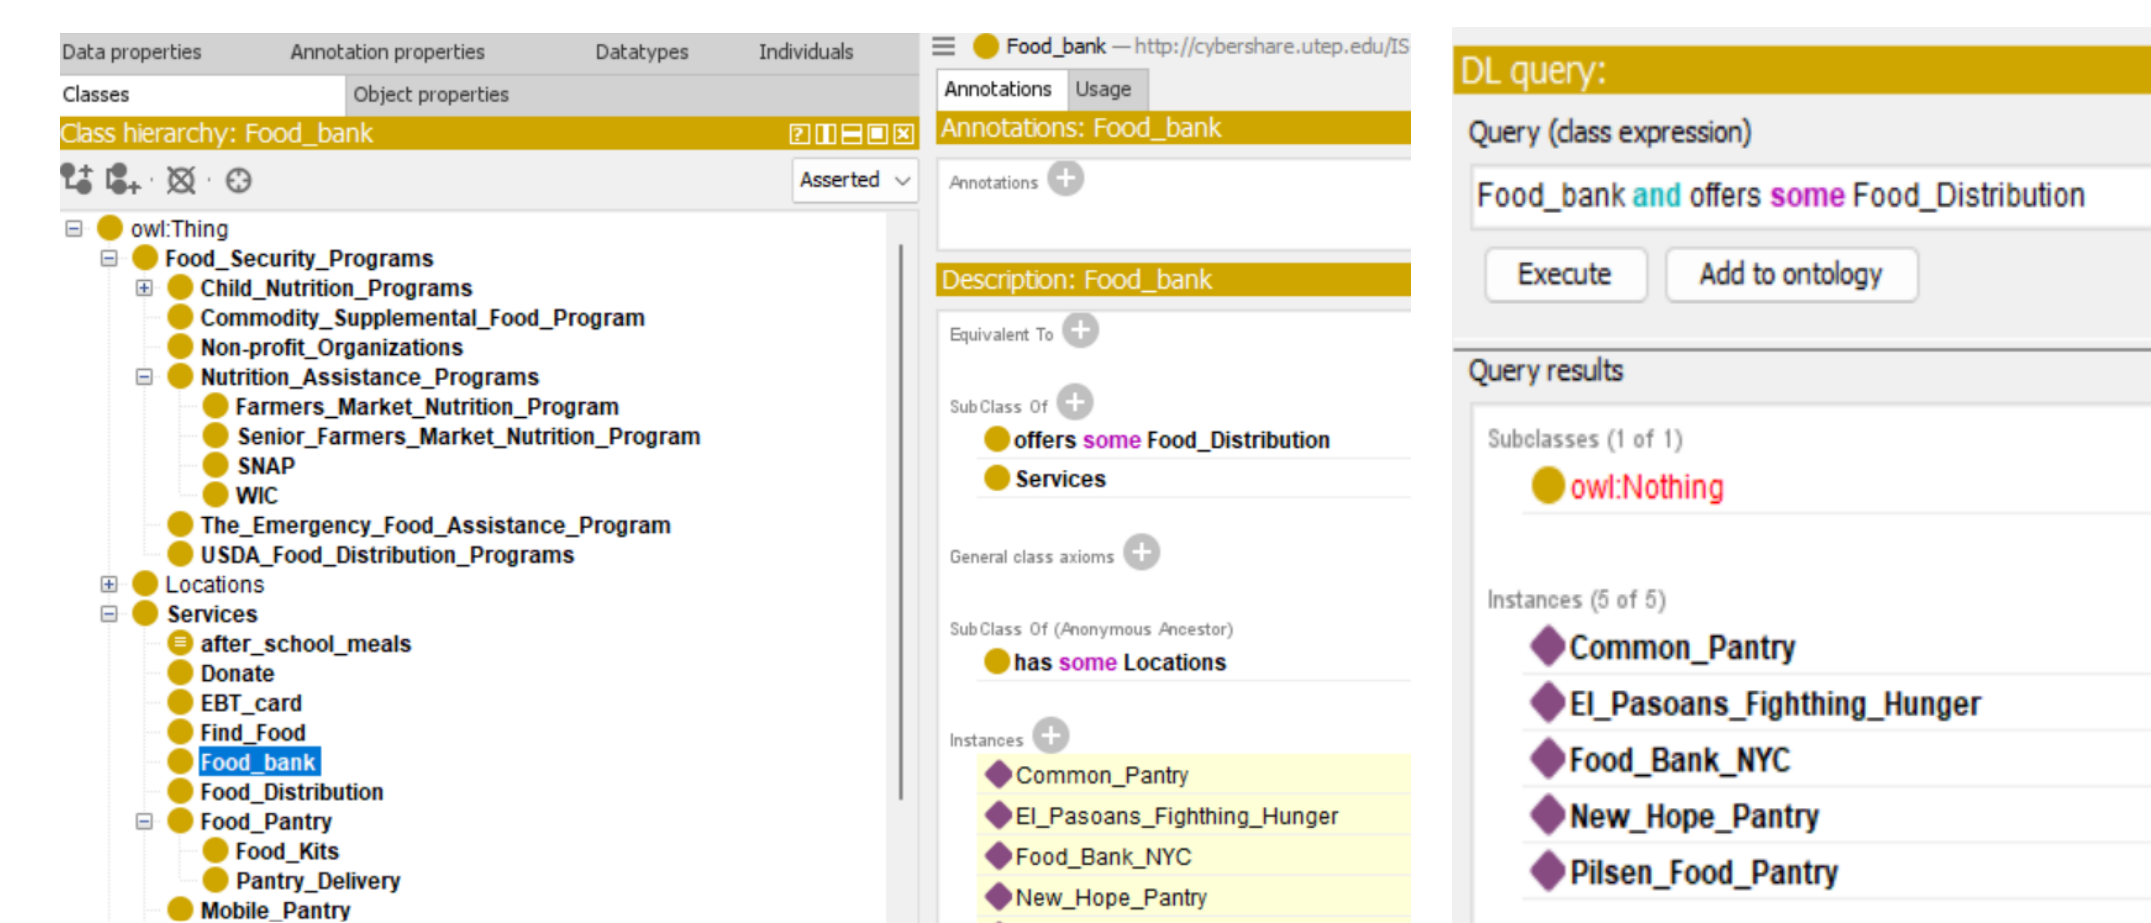 Data properties Annotation properties Datatypes Individuals
Classes Object properties
Class hierarchy: Food_bank
Asserted
owl:Thing
Food_Security_Programs
Child_Nutrition_Programs
Commodity_Supplemental_Food_Program
Non-profit_Organizations
Nutrition_Assistance_Programs
Farmers_Market_Nutrition_Program
Senior_Farmers_Market_Nutrition_Program
SNAP
WIC
The_Emergency_Food_Assistance_Program
USDA_Food_Distribution_Programs
Locations
Services
after_school_meals
Donate
EBT_card
Find_Food
Food_bank
Food_Distribution
Food_Pantry
Food_Kits
Pantry_Delivery
Mobile_Pantry
Food_bank — http://cybershare.utep.edu/IS
Annotations Usage
Annotations: Food_bank
Annotations
Description: Food_bank
Equivalent To
SubClass Of
offers some Food_Distribution
Services
General class axioms
SubClass Of (Anonymous Ancestor)
has some Locations
Instances
Common_Pantry
El_Pasoans_Fighthing_Hunger
Food_Bank_NYC
New_Hope_Pantry
DL query:
Query (class expression)
Food_bank and offers some Food_Distribution
Execute Add to ontology
Query results
Subclasses (1 of 1)
owl:Nothing
Instances (5 of 5)
Common_Pantry
El_Pasoans_Fighthing_Hunger
Food_Bank_NYC
New_Hope_Pantry
Pilsen_Food_Pantry